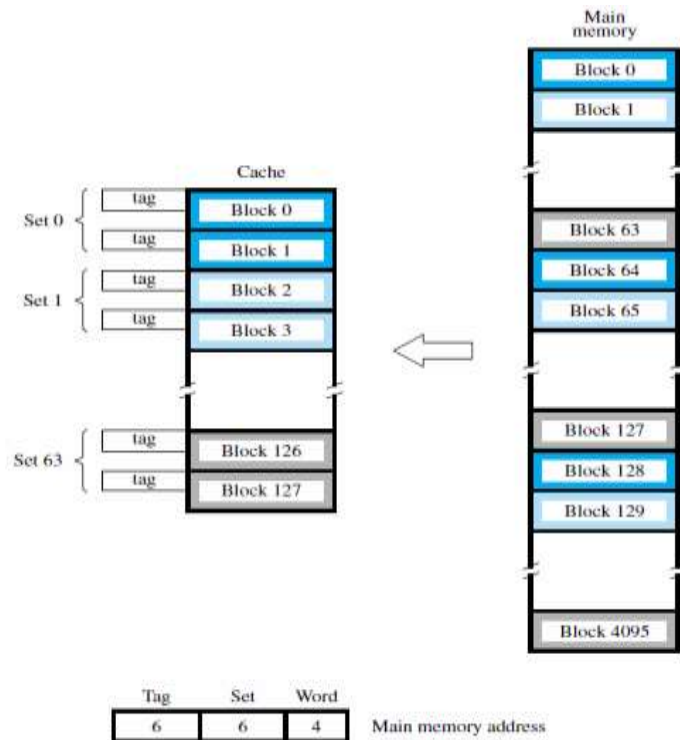 Main
memory
Block 0
Block 1
Cache
tag
Set 0
Block 0
Block 63
tag
Block 1
Block 64
tag
Set 1
Block 2
Block 65
tag
Block 3
tag
Block 126
Block 127
Set 63
tag
Block 127
Block 128
Block 129
Block 4095
Tag Set Word
6 6 4 Main memory address